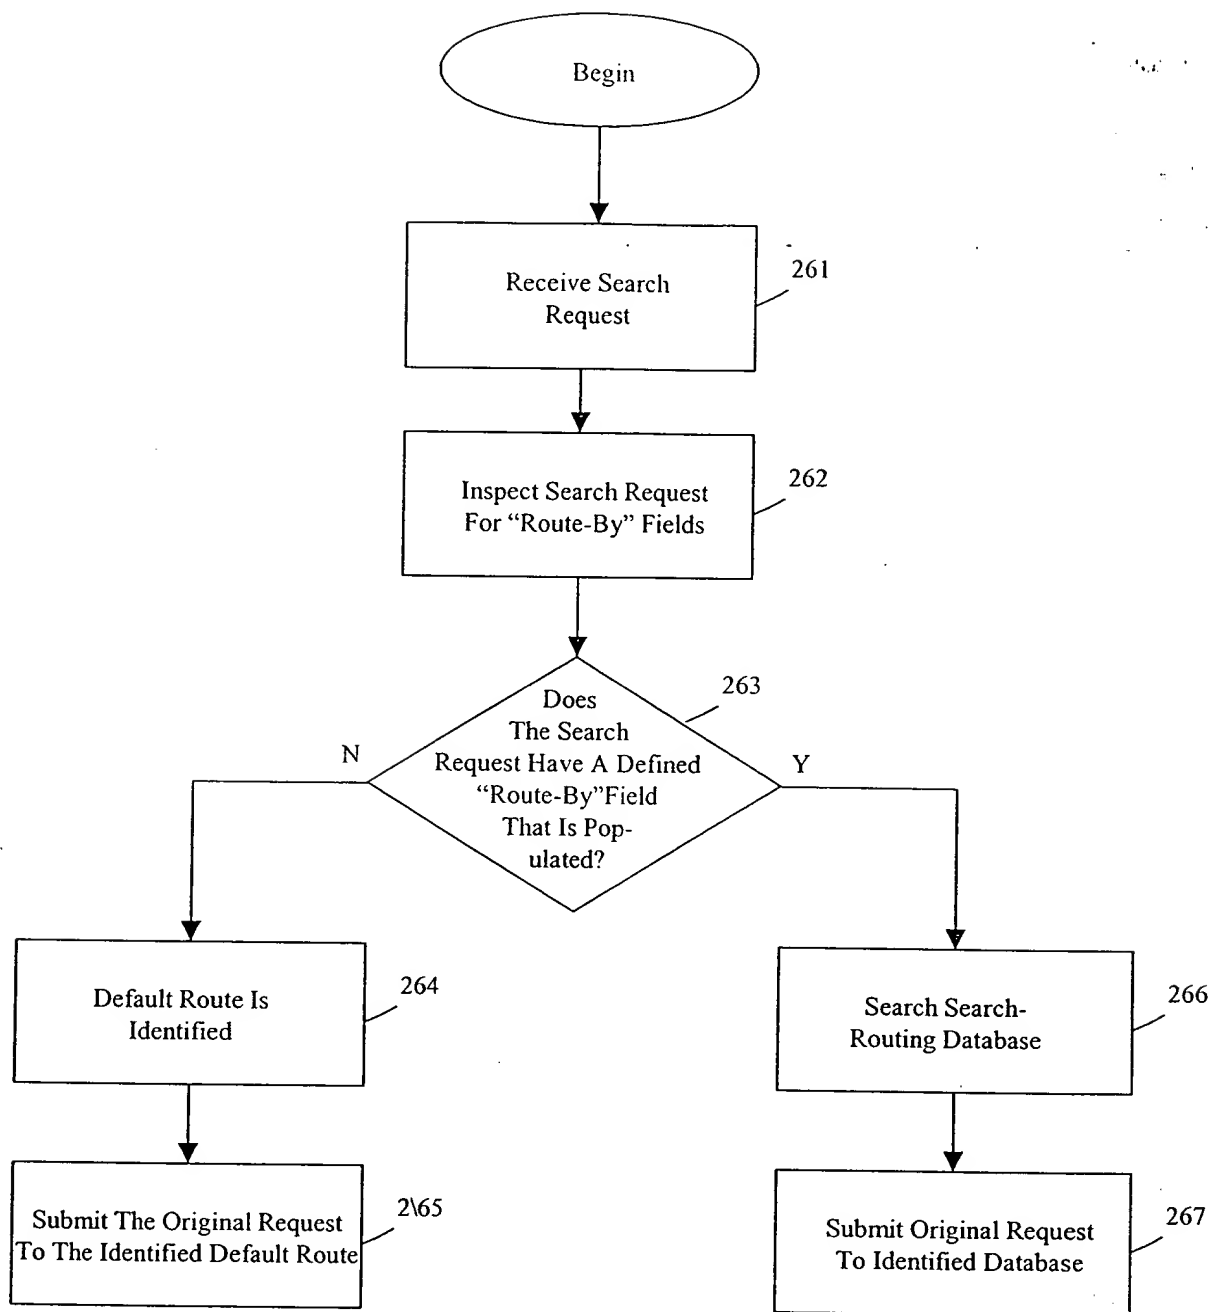 Begin
261
Receive Search
Request
262
Inspect Search Request
For “Route-By” Fields
263
Does
The Search
Request Have A Defined
“Route-By”Field
That Is Pop-
ulated?
N
Y
264
Default Route Is
Identified
266
Search Search-
Routing Database
2\65
Submit The Original Request
To The Identified Default Route
267
Submit Original Request
To Identified Database